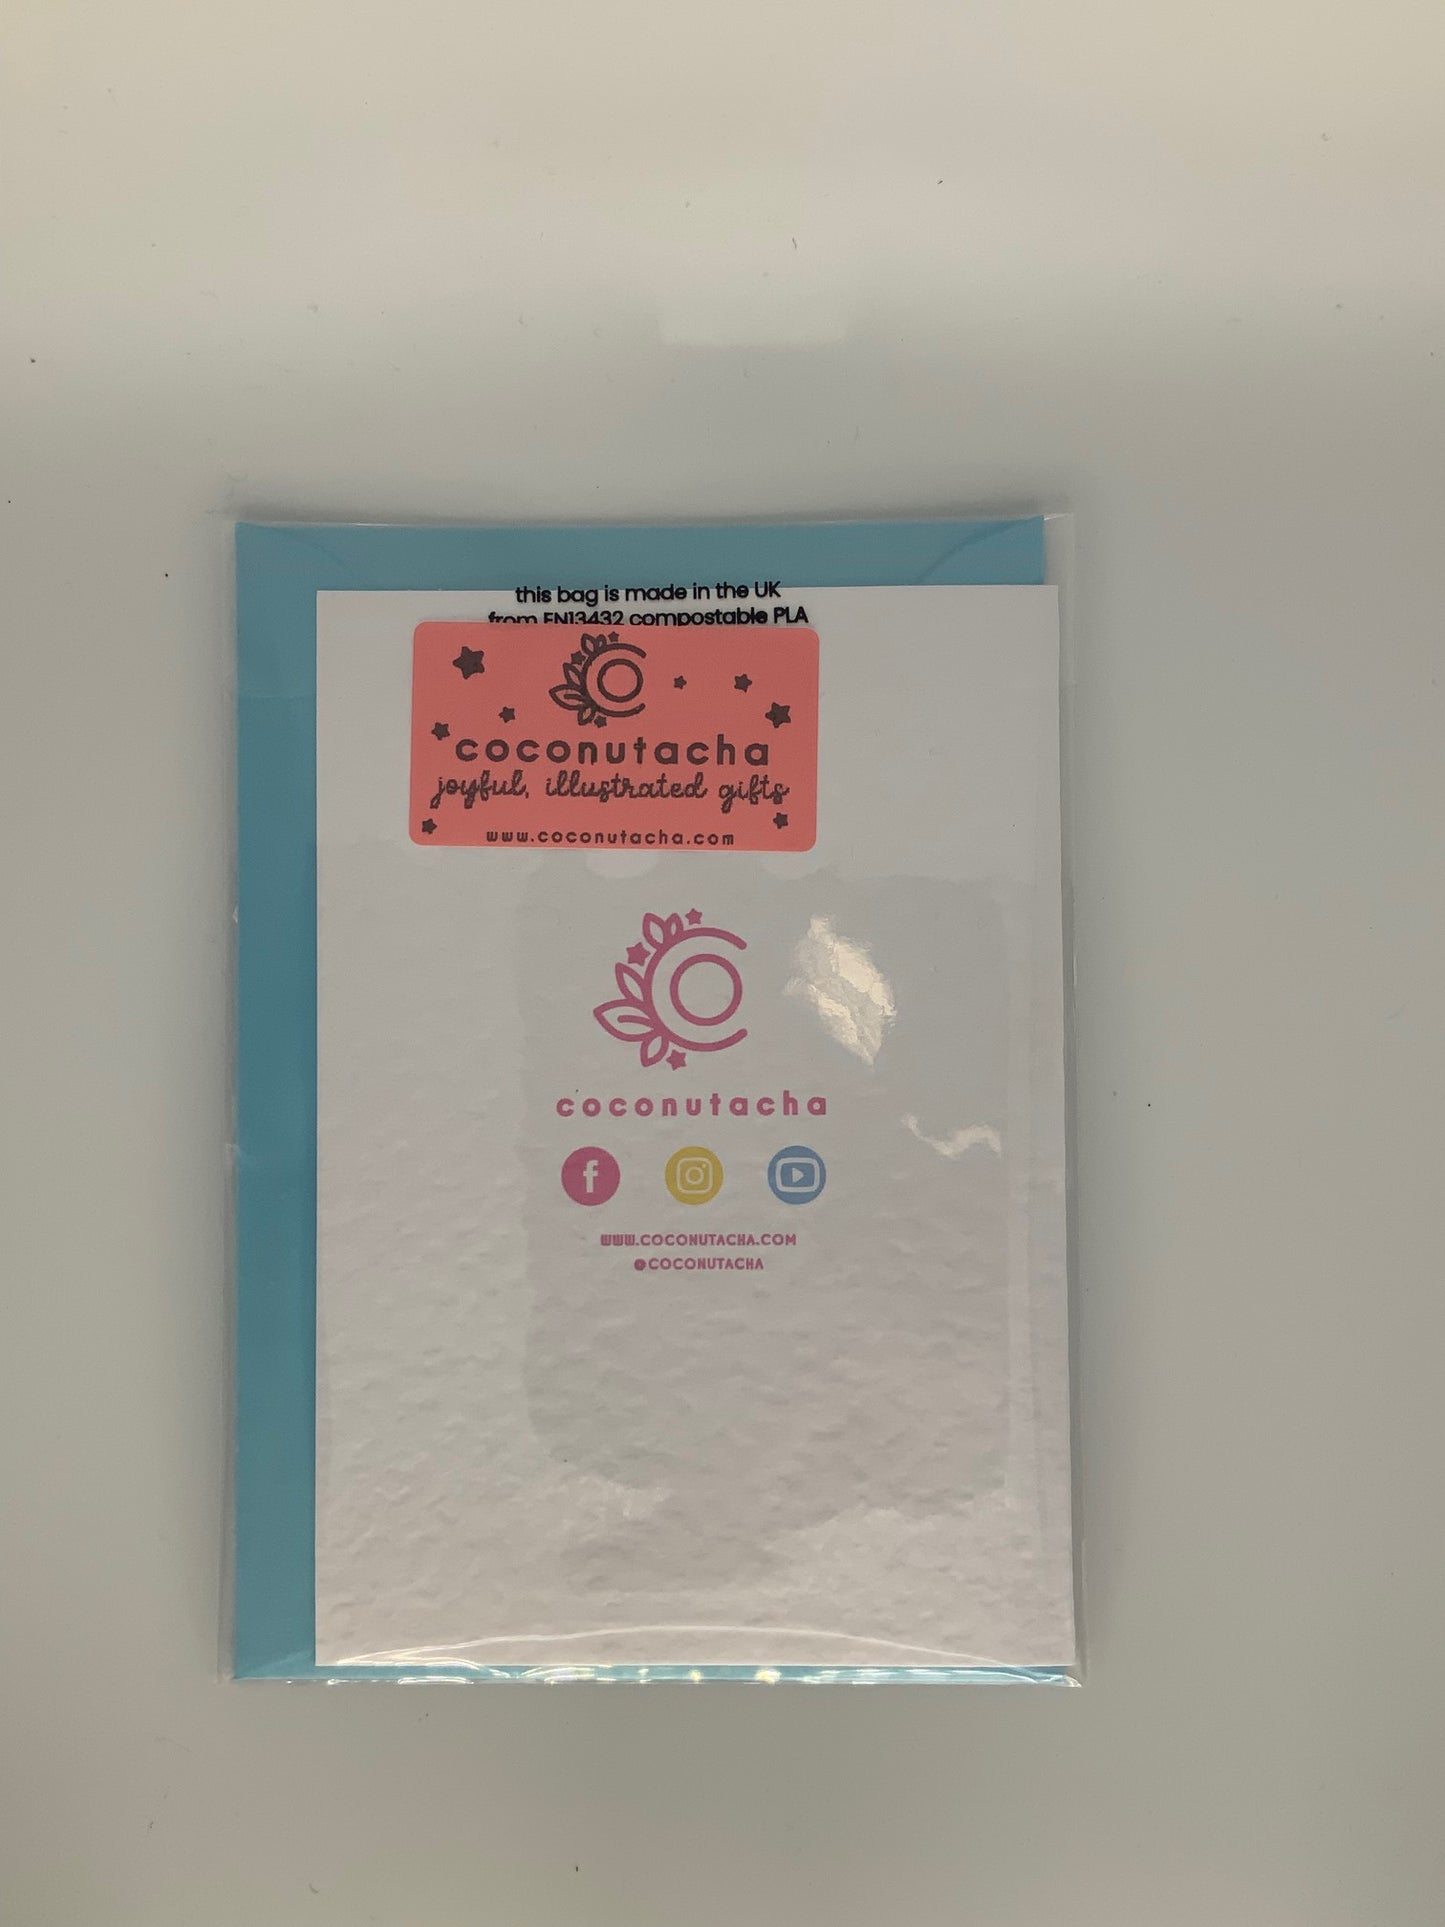 this bag is made in the UK
from EN13432 compostable PLA
coconutacha
joyful, illustrated gifts
www.coconutacha.com
coconutacha
WWW.COCONUTACHA.COM
@COCONUTACHA